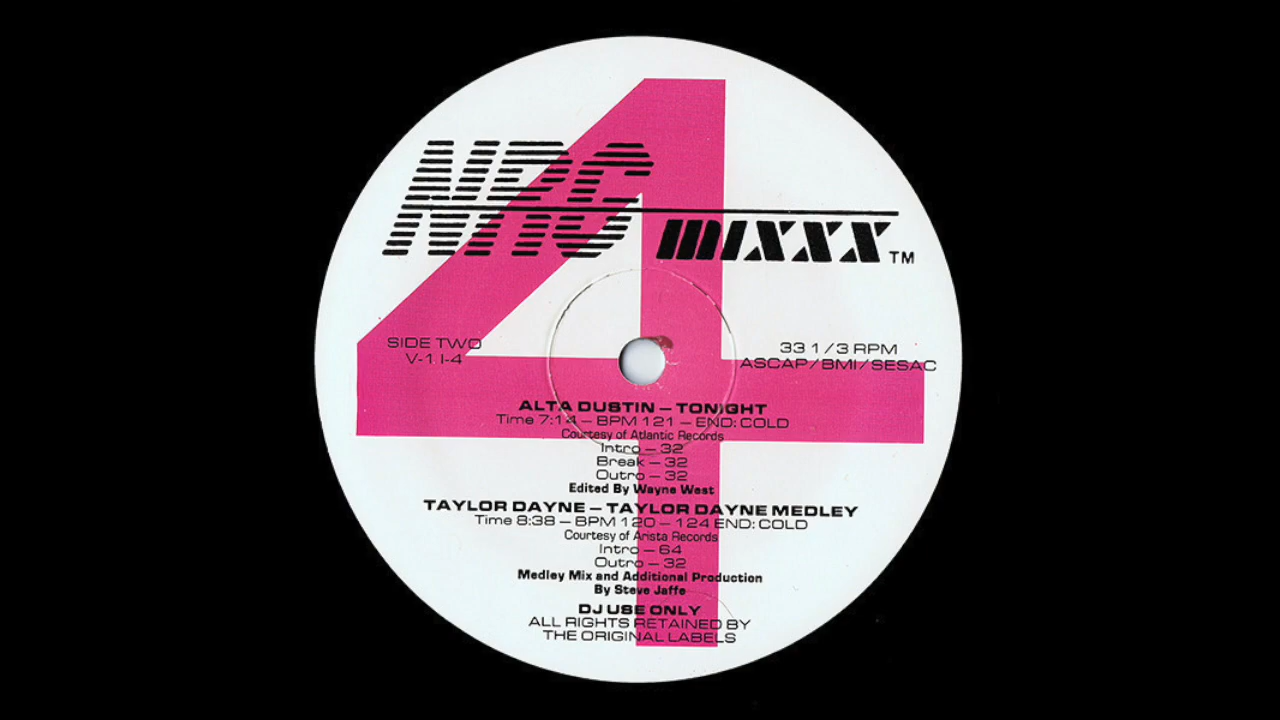 4
NRC
mixxx TM
SIDE TWO
V-1 I-4
33 1/3 RPM
ASCAP/BMI/SESAC
ALTA DUSTIN – TONIGHT
Time 7:14 – BPM 121 – END: COLD
Courtesy of Atlantic Records
Intro – 32
Break – 32
Outro – 32
Edited By Wayne West
TAYLOR DAYNE – TAYLOR DAYNE MEDLEY
Time 8:38 – BPM 120 – 124 END: COLD
Courtesy of Arista Records
Intro – 64
Outro – 32
Medley Mix and Additional Production
By Steve Jaffe
DJ USE ONLY
ALL RIGHTS RETAINED BY
THE ORIGINAL LABELS